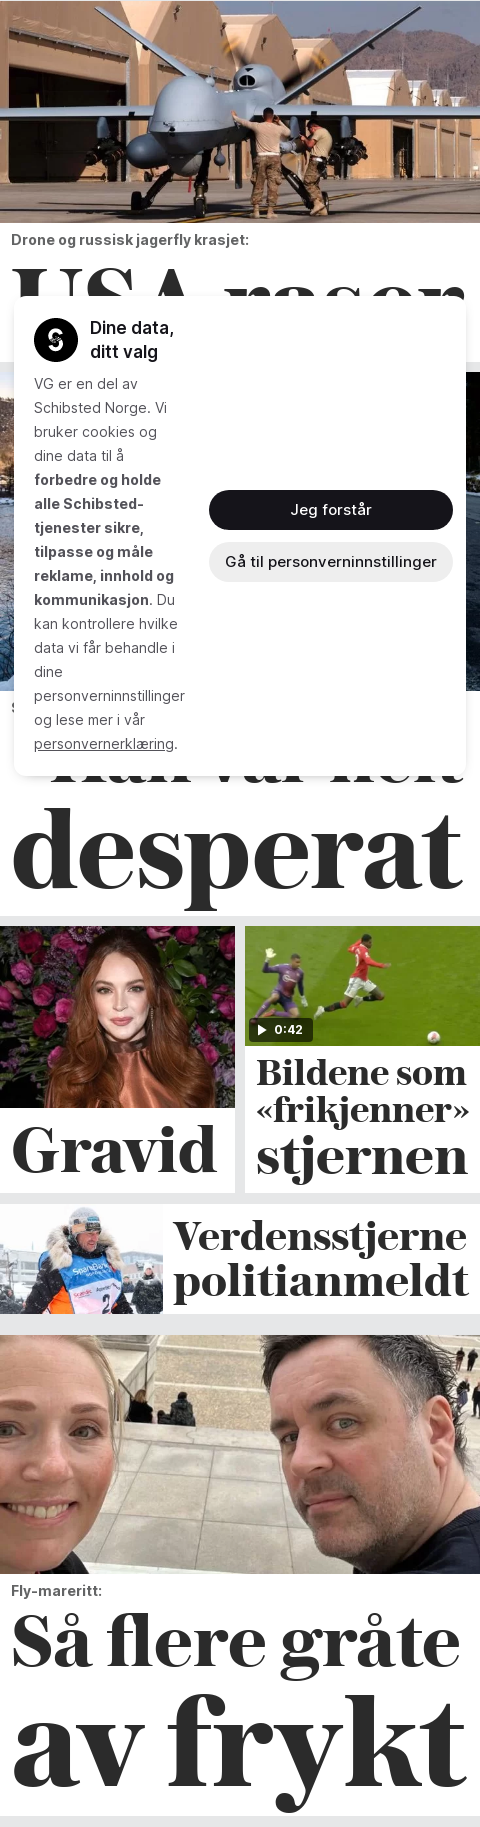 Drone og russisk jagerfly krasjet:
USA raser
Dine data,
ditt valg
VG er en del av
Schibsted Norge. Vi
bruker cookies og
dine data til å
forbedre og holde
alle Schibsted-
tjenester sikre,
tilpasse og måle
reklame, innhold og
kommunikasjon. Du
kan kontrollere hvilke
data vi får behandle i
dine
personverninnstillinger
og lese mer i vår
personvernerklæring.
Jeg forstår
Gå til personverninnstillinger
desperat
0:42
Gravid
Bildene som
«frikjenner»
stjernen
Verdensstjerne
politianmeldt
Fly-mareritt:
Så flere gråte
av frykt